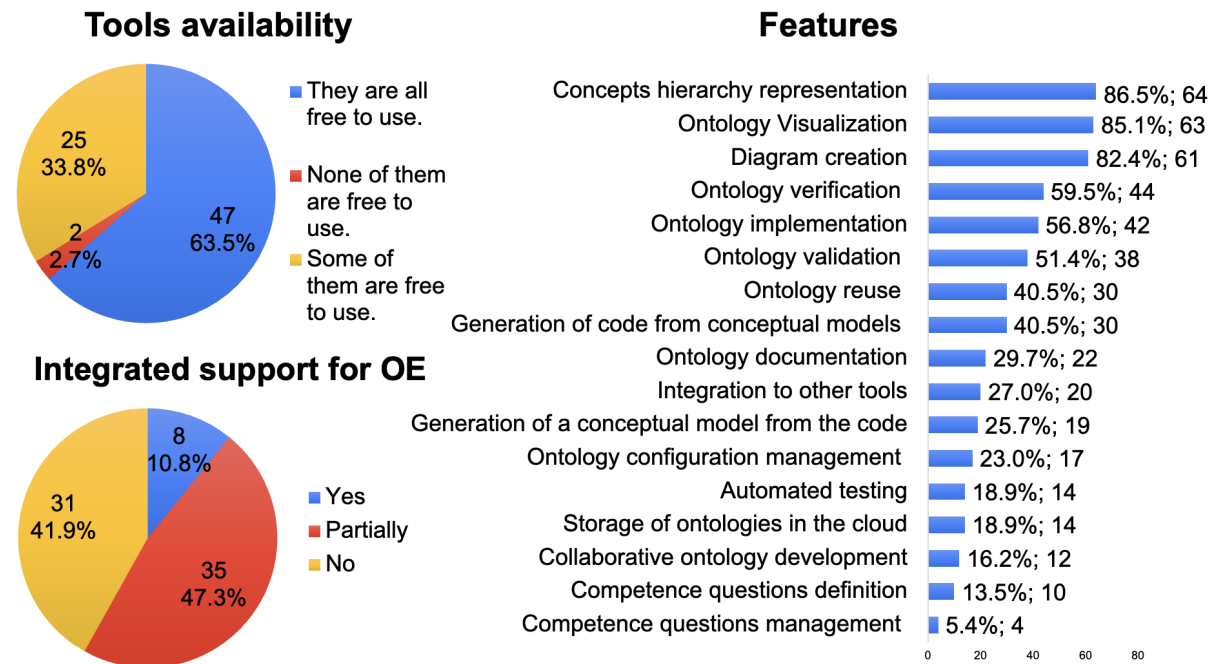 Tools availability
25
33.8%
2
2.7%
47
63.5%
They are all
free to use.
None of them
are free to
use.
Some of
them are free
to use.
Integrated support for OE
8
10.8%
31
41.9%
35
47.3%
Yes
Partially
No
Features
Concepts hierarchy representation 86.5%; 64
Ontology Visualization 85.1%; 63
Diagram creation 82.4%; 61
Ontology verification 59.5%; 44
Ontology implementation 56.8%; 42
Ontology validation 51.4%; 38
Ontology reuse 40.5%; 30
Generation of code from conceptual models 40.5%; 30
Ontology documentation 29.7%; 22
Integration to other tools 27.0%; 20
Generation of a conceptual model from the code 25.7%; 19
Ontology configuration management 23.0%; 17
Automated testing 18.9%; 14
Storage of ontologies in the cloud 18.9%; 14
Collaborative ontology development 16.2%; 12
Competence questions definition 13.5%; 10
Competence questions management 5.4%; 4
0 20 40 60 80